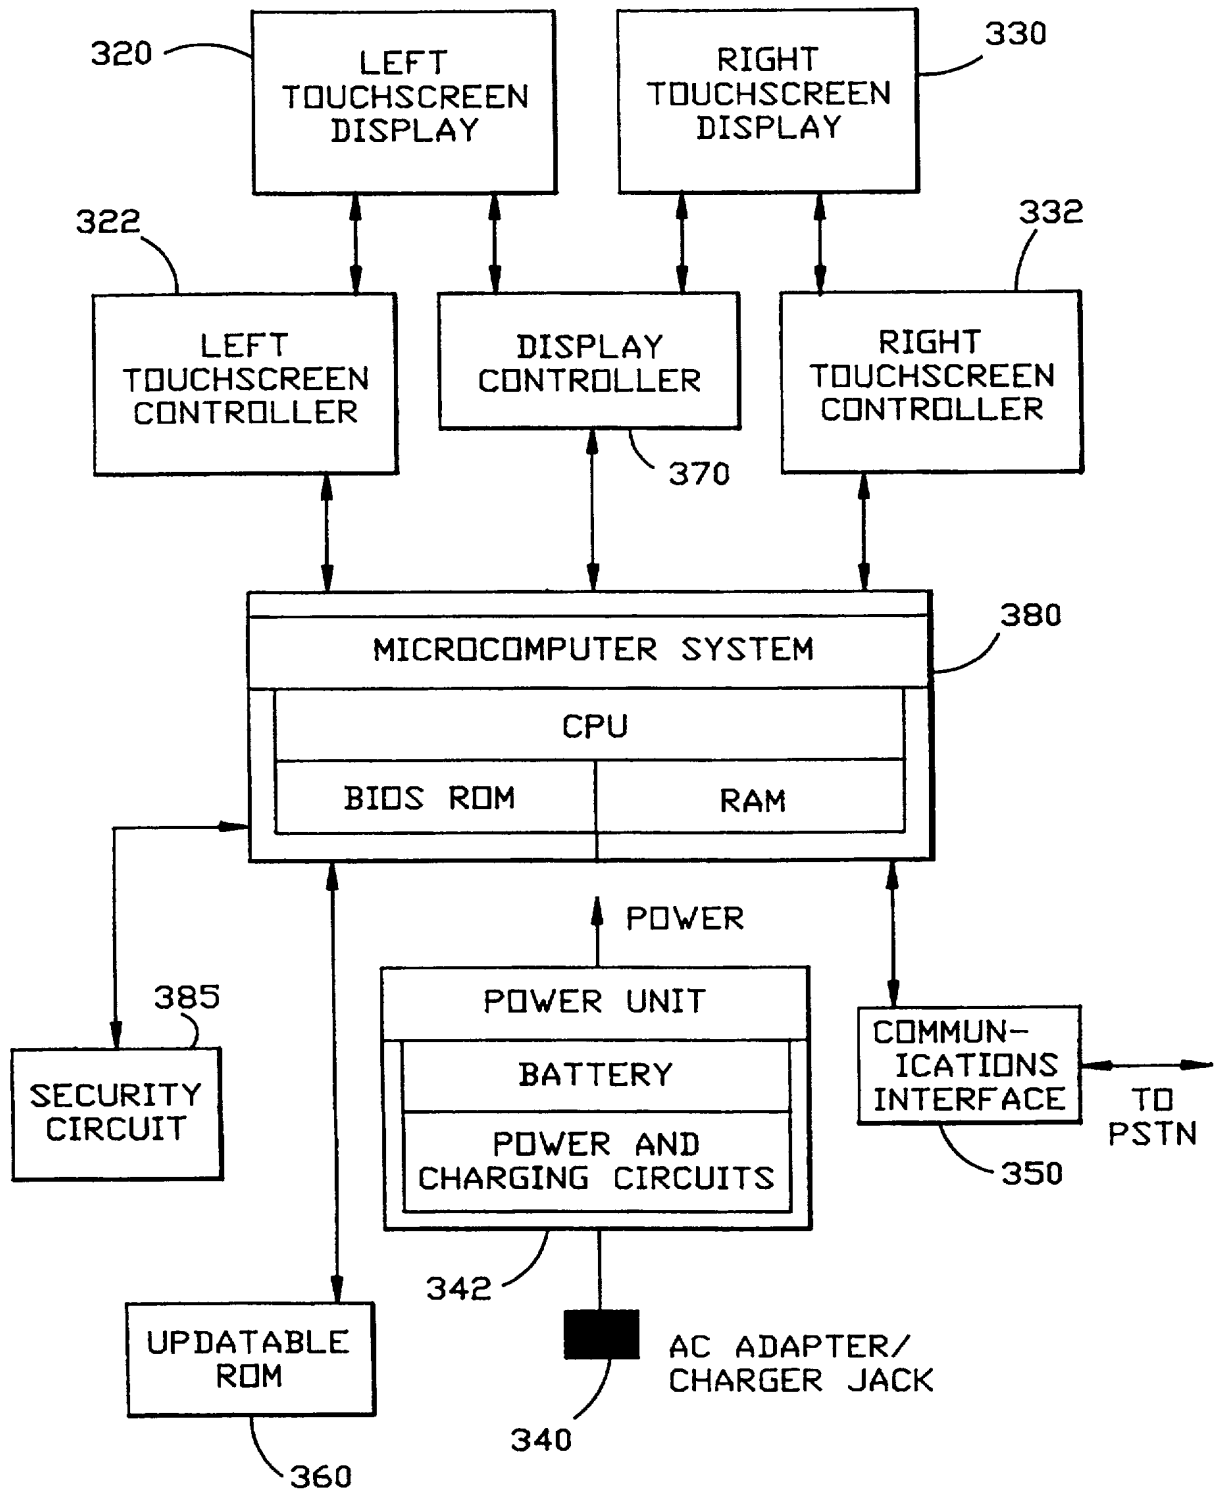 320
LEFT
TOUCHSCREEN
DISPLAY
RIGHT
TOUCHSCREEN
DISPLAY
330
322
332
LEFT
TOUCHSCREEN
CONTROLLER
DISPLAY
CONTROLLER
RIGHT
TOUCHSCREEN
CONTROLLER
370
380
MICROCOMPUTER SYSTEM
CPU
BIOS ROM
RAM
POWER
385
SECURITY
CIRCUIT
POWER UNIT
BATTERY
POWER AND
CHARGING CIRCUITS
COMMUN-
ICATIONS
INTERFACE
TO
PSTN
350
342
UPDATABLE
ROM
AC ADAPTER/
CHARGER JACK
340
360